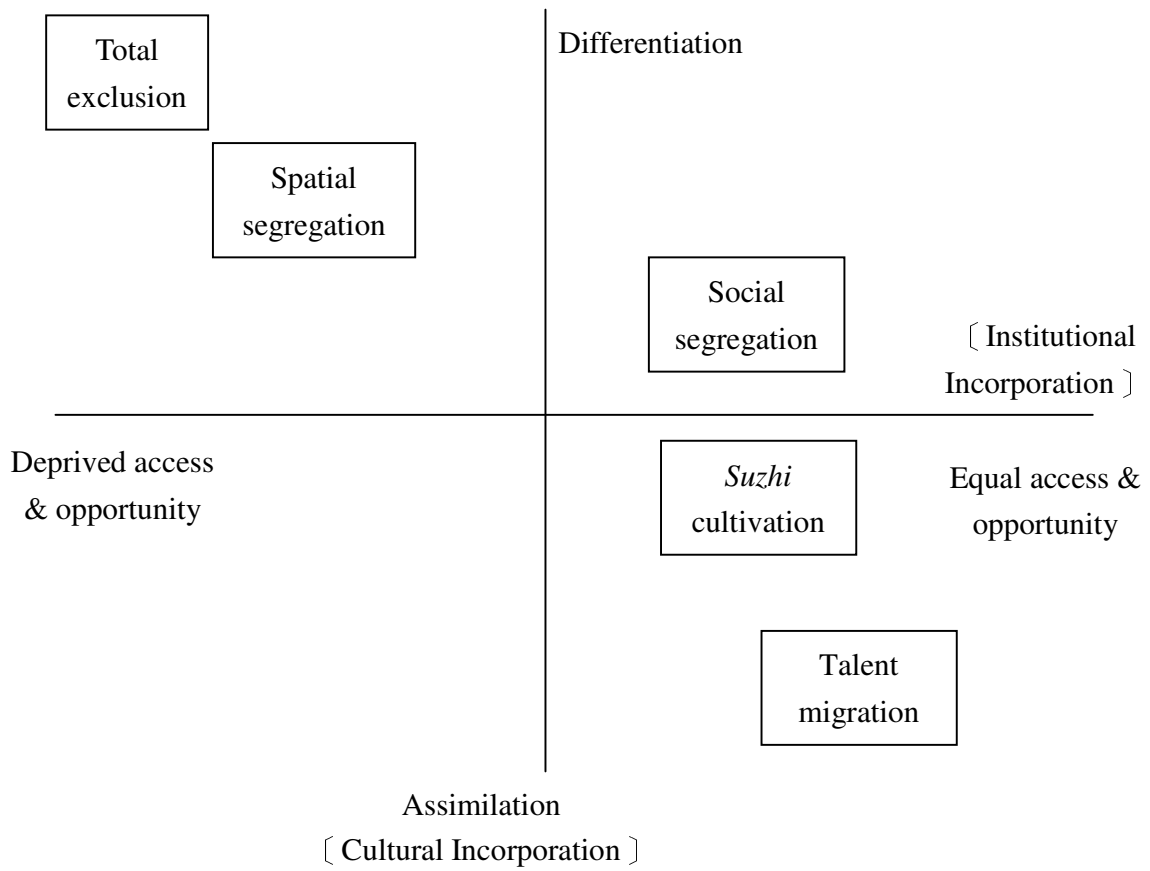 Total
exclusion
Differentiation
Spatial
segregation
Social
segregation
〔 Institutional
Incorporation 〕
Deprived access
& opportunity
Suzhi
cultivation
Equal access &
opportunity
Talent
migration
Assimilation
〔 Cultural Incorporation 〕